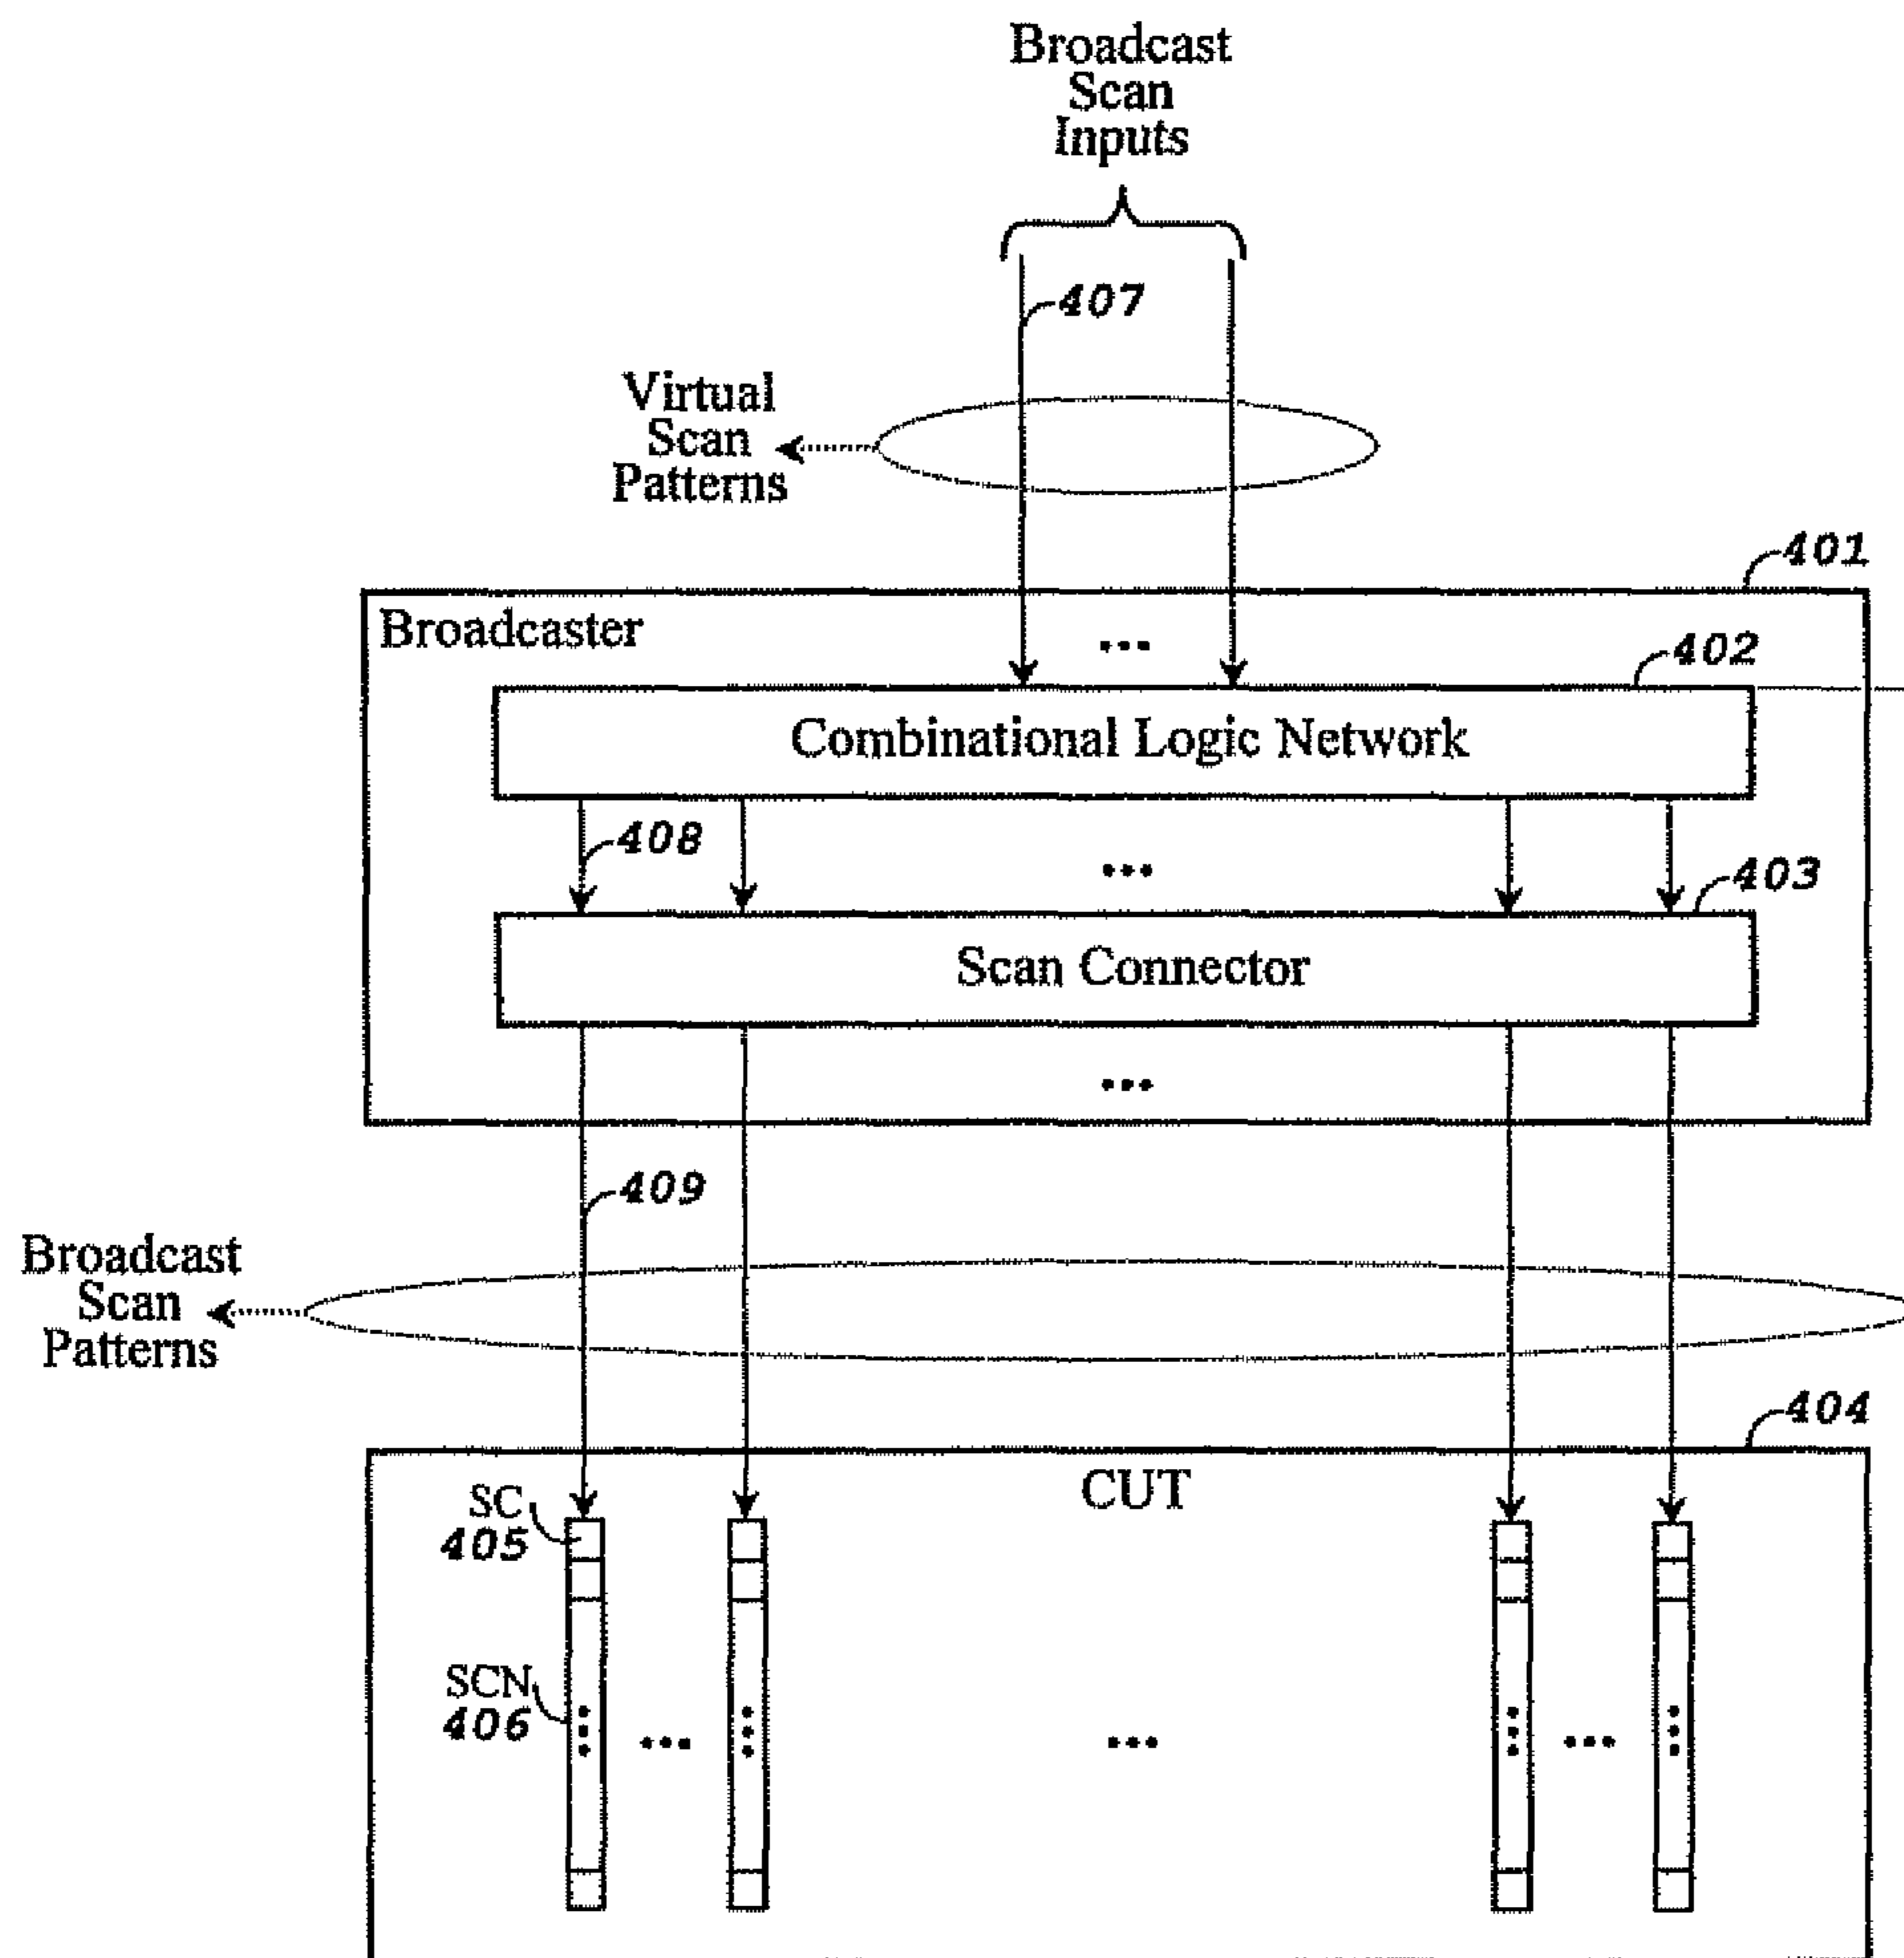 Broadcast
Scan
Inputs
407
Virtual
Scan
Patterns
401
Broadcaster
...
402
Combinational Logic Network
408
...
403
Scan Connector
...
409
Broadcast
Scan
Patterns
404
CUT
SC
405
SCN
406
... ... ...